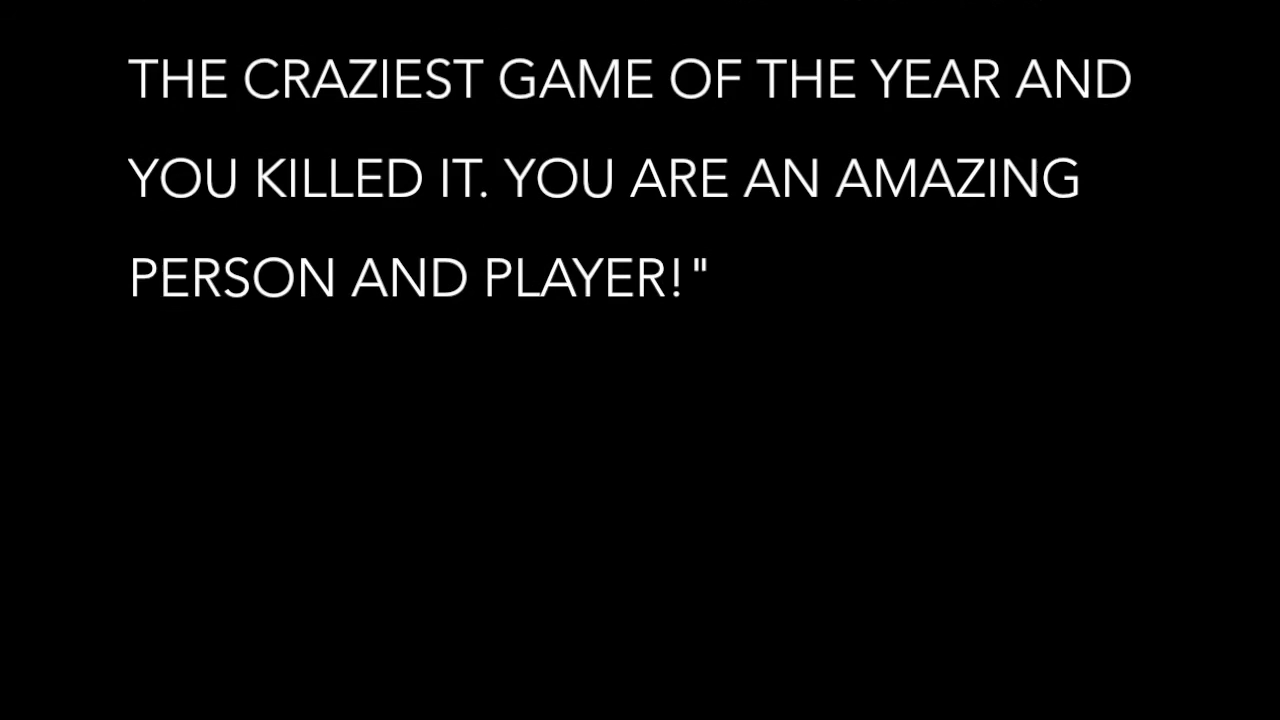 THE CRAZIEST GAME OF THE YEAR AND
YOU KILLED IT. YOU ARE AN AMAZING
PERSON AND PLAYER!"